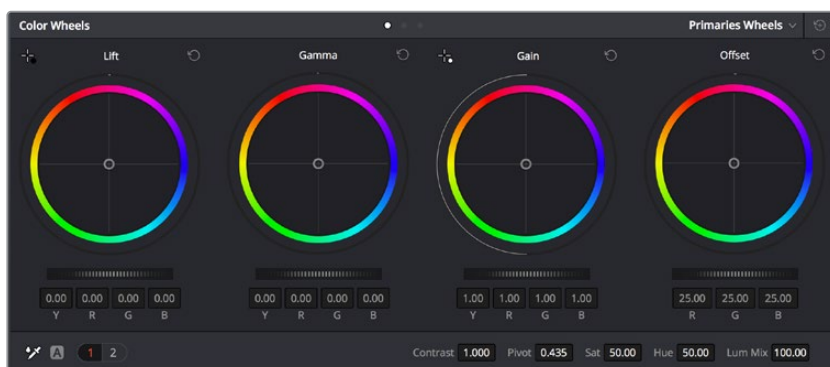 Color Wheels Primaries Wheels
Lift Gamma Gain Offset
0.00 0.00 0.00 0.00 0.00 0.00 0.00 0.00 1.00 1.00 1.00 1.00 25.00 25.00 25.00
Y R G B Y R G B Y R G B R G B
A 1 2 Contrast 1.000 Pivot 0.435 Sat 50.00 Hue 50.00 Lum Mix 100.00